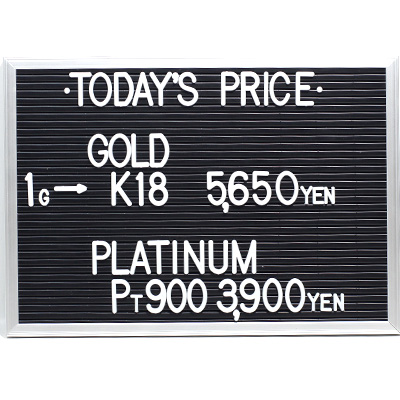 ·TODAY'S PRICE·
GOLD
1G→ K18 5,650YEN
PLATINUM
PT900 3,900YEN